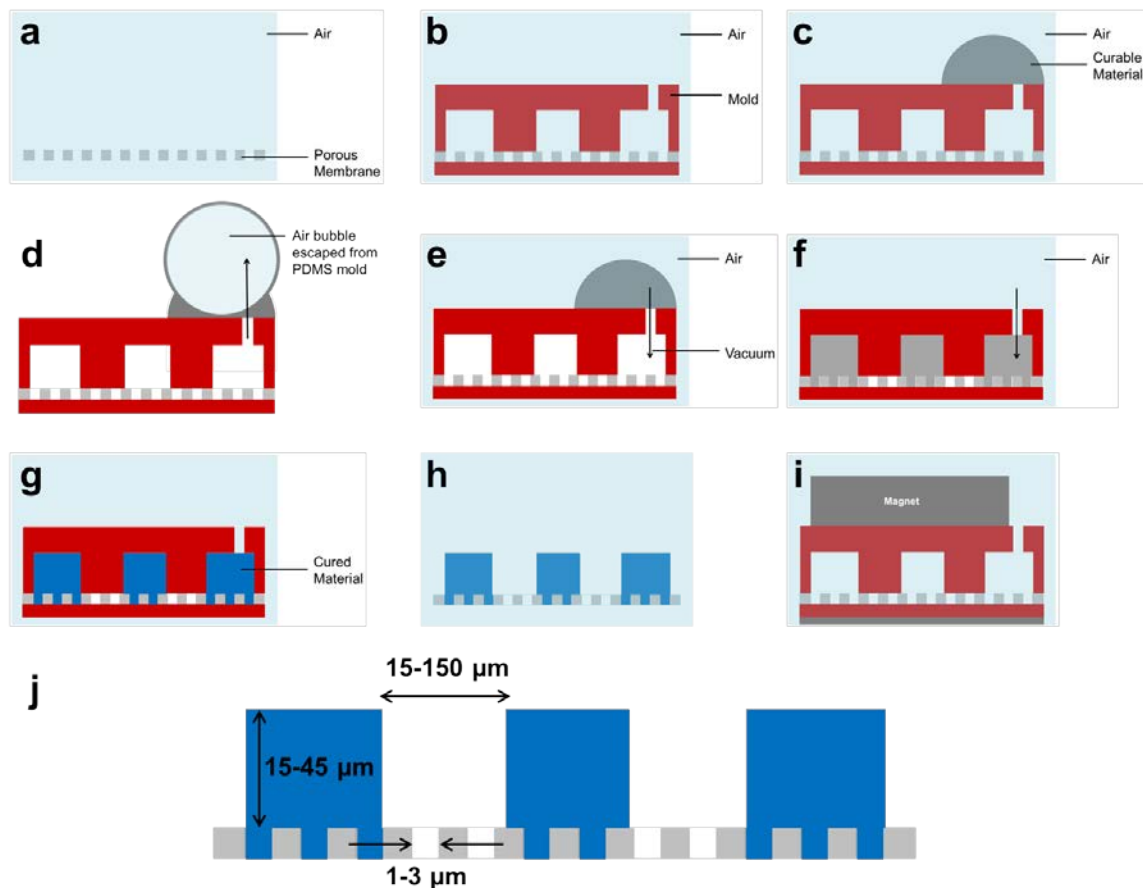 a
Air
Porous
Membrane
b
Air
Mold
c
Air
Curable
Material
d
Air bubble
escaped from
PDMS mold
e
Air
Vacuum
f
Air
g
Cured
Material
h
i
Magnet
j
15-150 µm
15-45 µm
1-3 µm